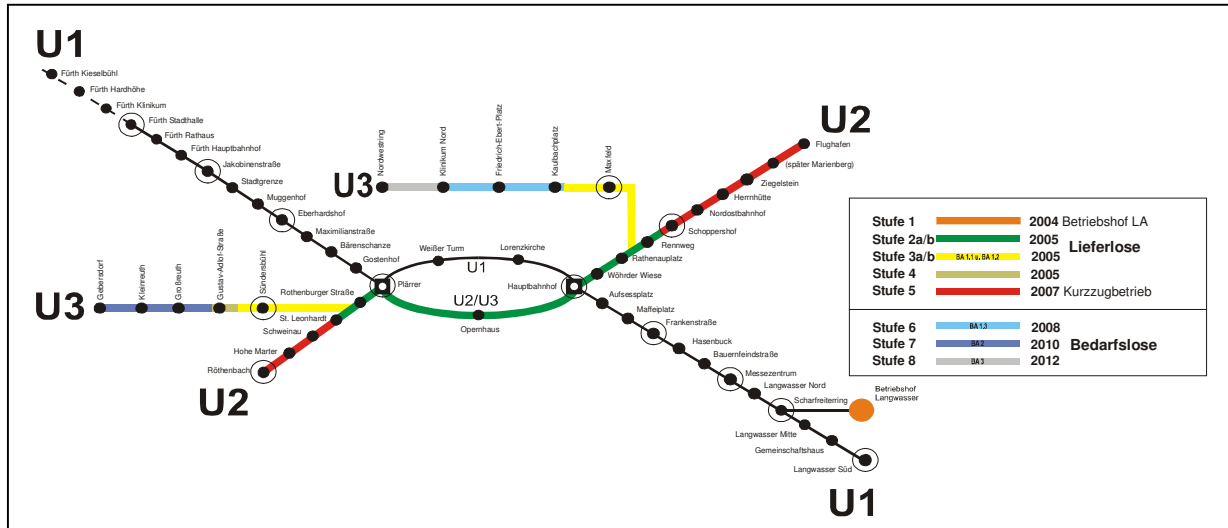 U1
Fürth Kieselbühl
Fürth Hardhöhe
Fürth Klinikum
Fürth Stadthalle
Fürth Rathaus
Fürth Hauptbahnhof
Jakobinenstraße
Stadtgrenze
Muggenhof
Eberhardshof
Maximilianstraße
Bärenschanze
Gostenhof
Plärrer
Weißer Turm
Lorenzkirche
U1
Hauptbahnhof
U2/U3
Opernhaus
U3
Nordwestring
Klinikum Nord
Friedrich-Ebert-Platz
Kaulbachplatz
Maxfeld
U2
Flughafen
(später Marienberg)
Ziegelstein
Herrnhütte
Nordostbahnhof
Schoppershof
Rennweg
Rathenauplatz
Wöhrder Wiese
U3
Gebersdorf
Kleinreuth
Großreuth
Gustav-Adlof-Straße
Sündersbühl
Rothenburger Straße
St. Leonhardt
Schweinau
Hohe Marter
Röthenbach
U2
Aufsessplatz
Maffeiplatz
Frankenstraße
Hasenbuck
Bauernfeindstraße
Messezentrum
Langwasser Nord
Scharfreiterring
Langwasser Mitte
Gemeinschaftshaus
Langwasser Süd
U1
Betriebshof
Langwasser
Stufe 1 2004 Betriebshof LA
Stufe 2a/b 2005 Lieferlose
Stufe 3a/b BA 1.1 u. BA 1.2 2005
Stufe 4 2005
Stufe 5 2007 Kurzzugbetrieb
Stufe 6 BA 1.3 2008
Stufe 7 BA 2 2010 Bedarfslose
Stufe 8 BA 3 2012